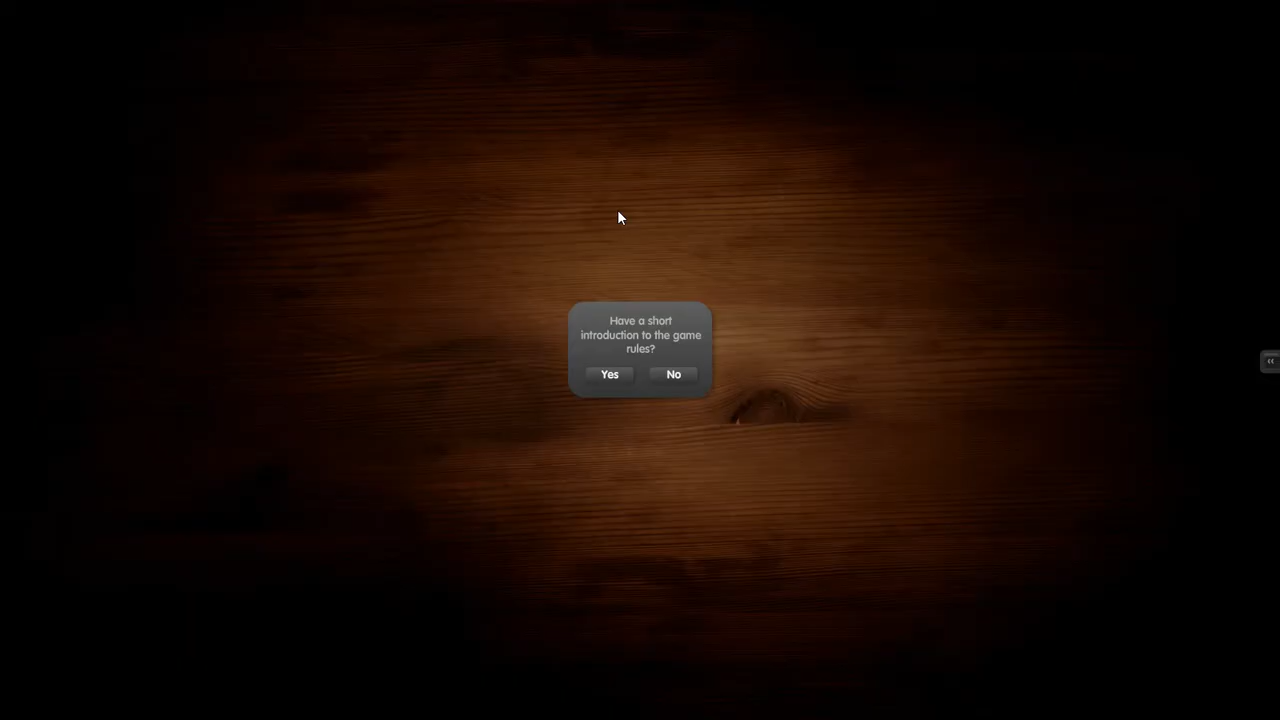 Have a short
introduction to the game
rules?
Yes No